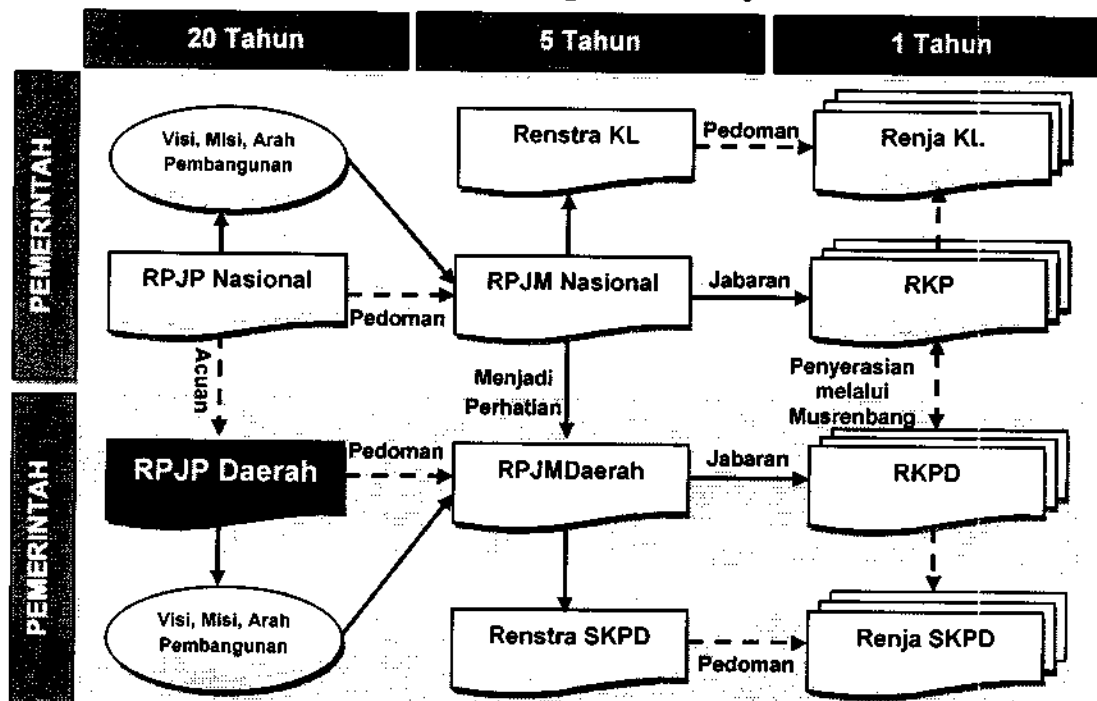 20 Tahun
5 Tahun
1 Tahun
PEMERINTAH
Visi, Misi, Arah
Pembangunan
Renstra KL
Pedoman
Renja KL.
RPJP Nasional
Pedoman
RPJM Nasional
Jabaran
RKP
Acuan
Menjadi
Perhatian
Penyerasian
melalui
Musrenbang
PEMERINTAH
RPJP Daerah
Pedoman
RPJMDaerah
Jabaran
RKPD
Visi, Misi, Arah
Pembangunan
Renstra SKPD
Pedoman
Renja SKPD